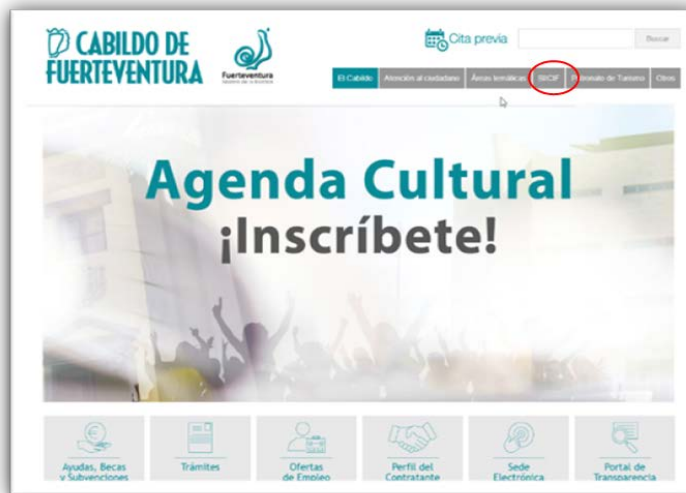 CABILDO DE
FUERTEVENTURA
Fuerteventura
Cita previa
Buscar
El Cabildo
Atención al ciudadano
Áreas temáticas
Patronato de Turismo
Otros
Agenda Cultural
¡Inscríbete!
Ayudas, Becas
y Subvenciones
Trámites
Ofertas
de Empleo
Perfil del
Contratante
Sede
Electrónica
Portal de
Transparencia